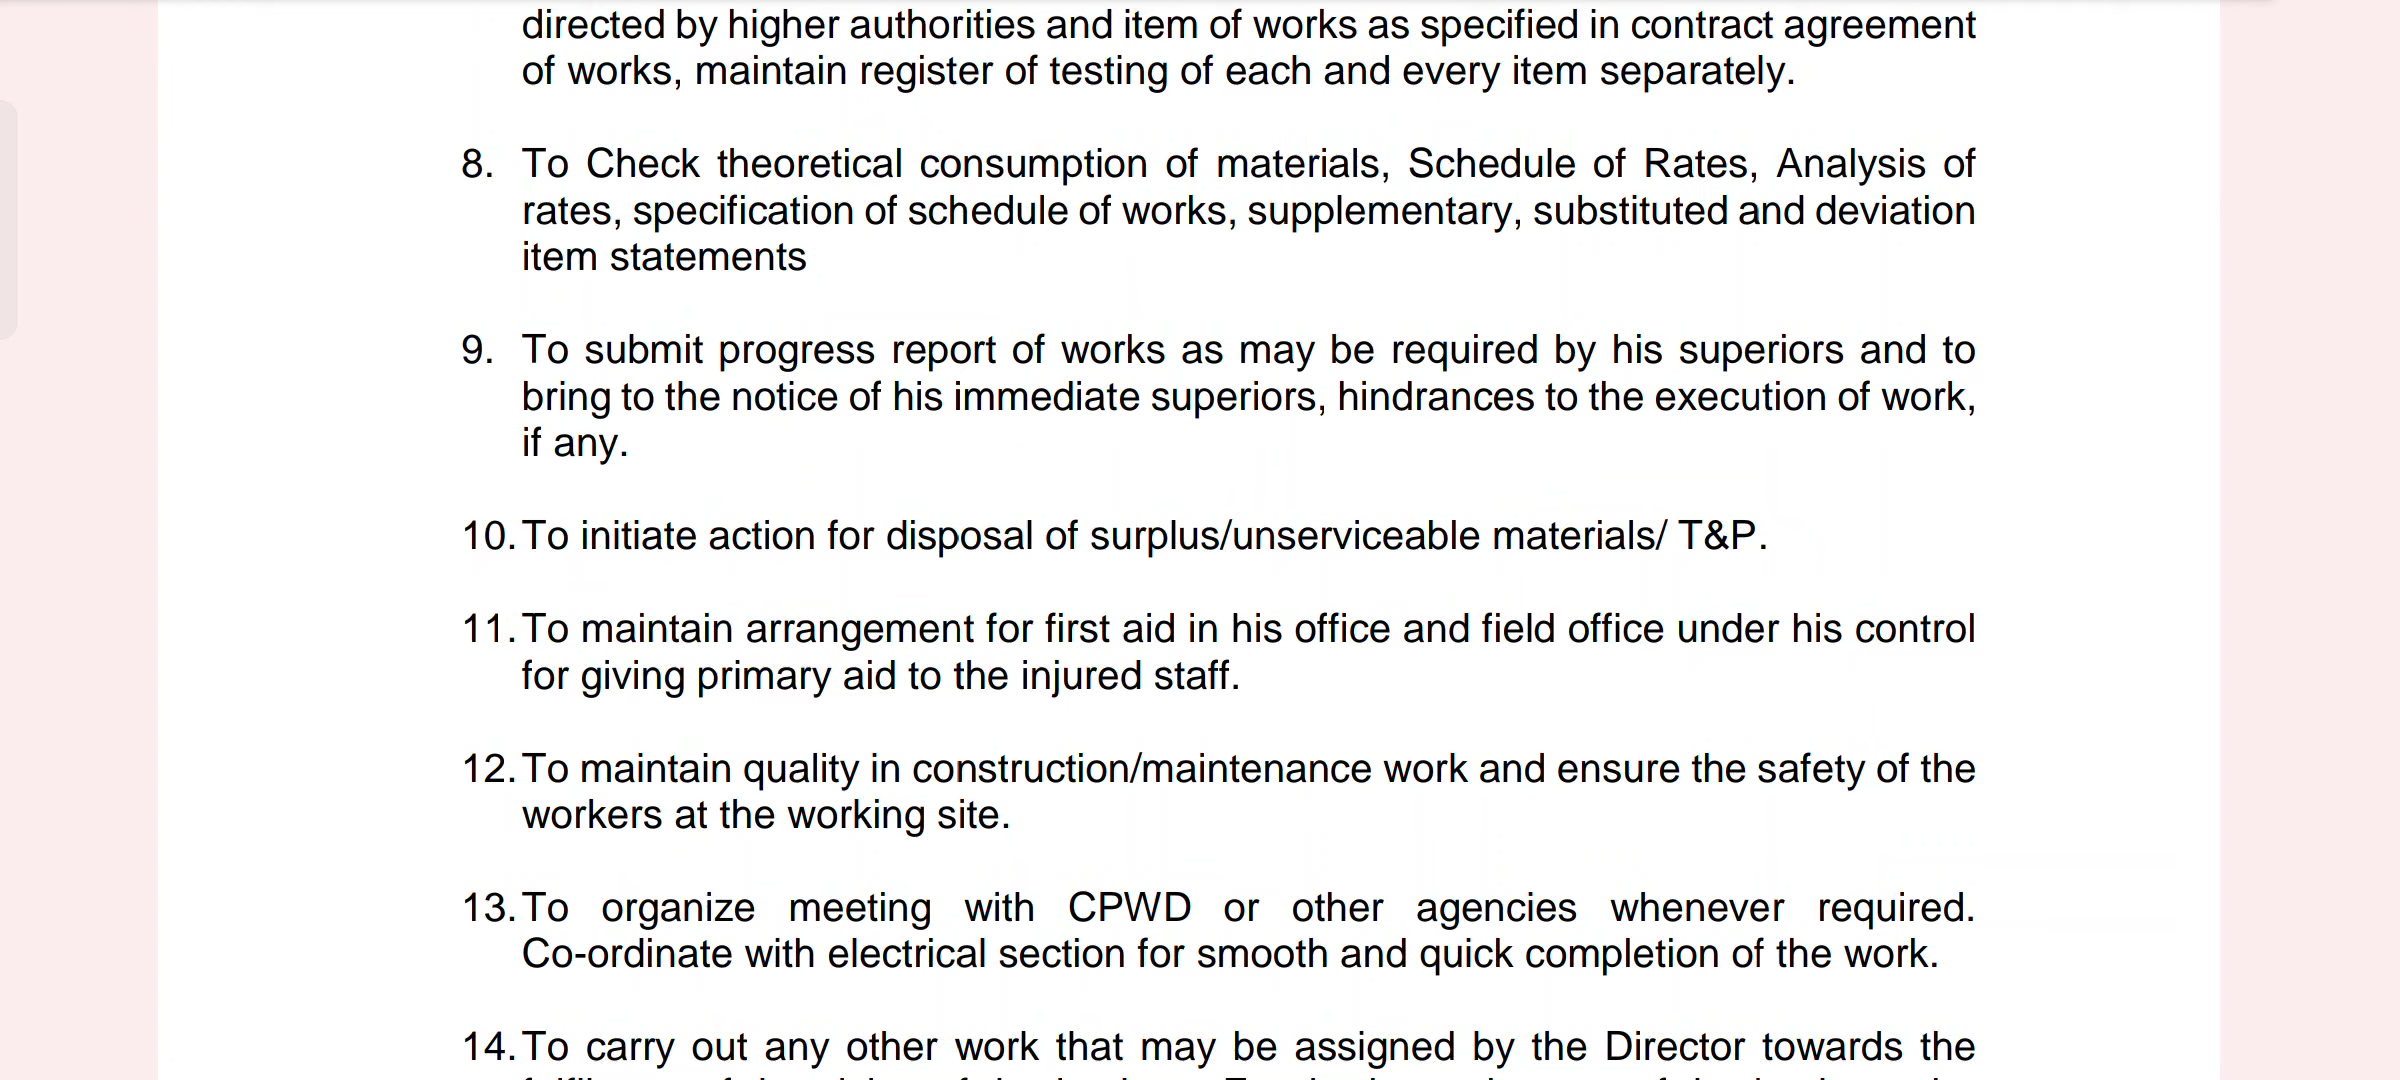 directed by higher authorities and item of works as specified in contract agreement
of works, maintain register of testing of each and every item separately.
8. To Check theoretical consumption of materials, Schedule of Rates, Analysis of
rates, specification of schedule of works, supplementary, substituted and deviation
item statements
9. To submit progress report of works as may be required by his superiors and to
bring to the notice of his immediate superiors, hindrances to the execution of work,
if any.
10. To initiate action for disposal of surplus/unserviceable materials/ T&P.
11. To maintain arrangement for first aid in his office and field office under his control
for giving primary aid to the injured staff.
12. To maintain quality in construction/maintenance work and ensure the safety of the
workers at the working site.
13. To organize meeting with CPWD or other agencies whenever required.
Co-ordinate with electrical section for smooth and quick completion of the work.
14. To carry out any other work that may be assigned by the Director towards the